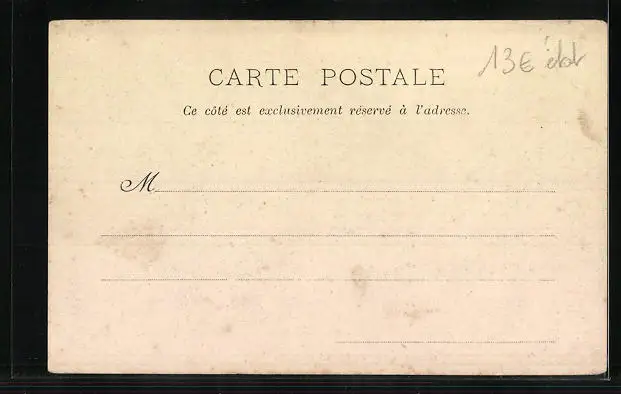 13€ état
CARTE POSTALE
Ce côté est exclusivement réservé à l'adresse.
M